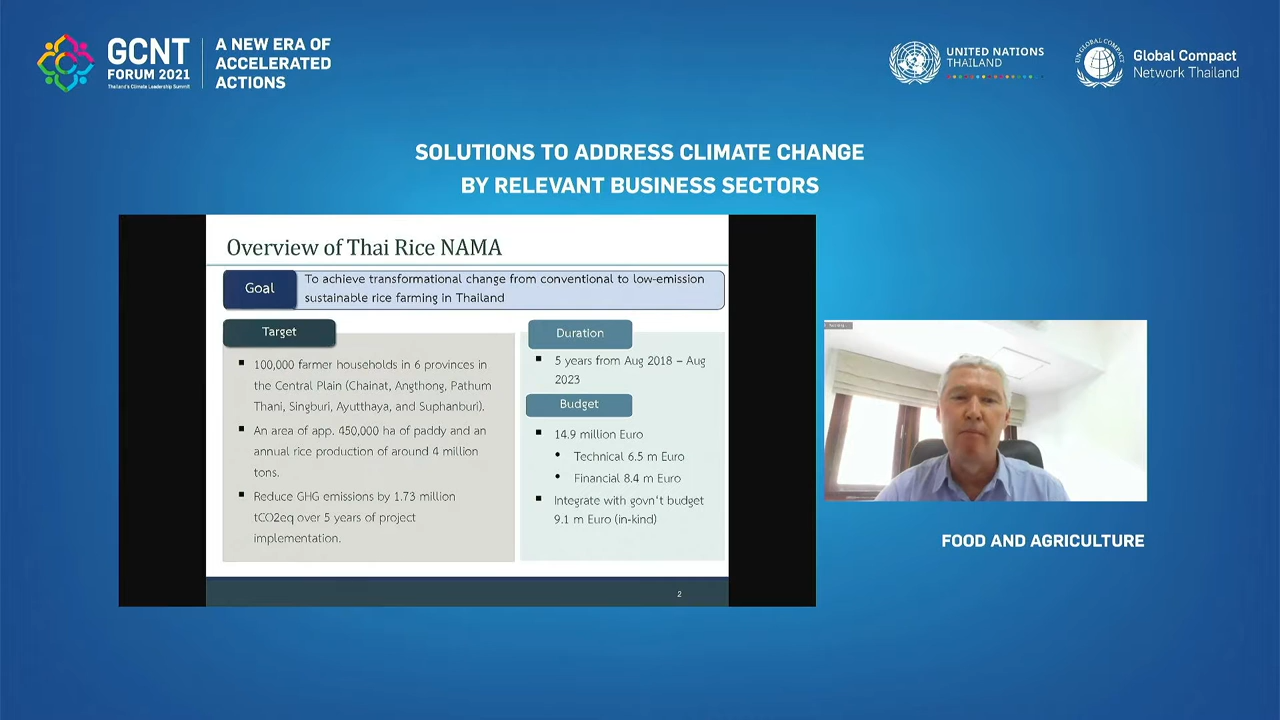 GCNT
FORUM 2021
Thailand's Climate Leadership Summit
A NEW ERA OF
ACCELERATED
ACTIONS
UNITED NATIONS
THAILAND
UN GLOBAL COMPACT
Global Compact
Network Thailand
SOLUTIONS TO ADDRESS CLIMATE CHANGE
BY RELEVANT BUSINESS SECTORS
Overview of Thai Rice NAMA
Goal
To achieve transformational change from conventional to low-emission
sustainable rice farming in Thailand
Target
100,000 farmer households in 6 provinces in
the Central Plain (Chainat, Angthong, Pathum
Thani, Singburi, Ayutthaya, and Suphanburi).
An area of app. 450,000 ha of paddy and an
annual rice production of around 4 million
tons.
Reduce GHG emissions by 1.73 million
tCO2eq over 5 years of project
implementation.
Duration
5 years from Aug 2018 – Aug
2023
Budget
14.9 million Euro
Technical 6.5 m Euro
Financial 8.4 m Euro
Integrate with govn't budget
9.1 m Euro (in-kind)
2
FOOD AND AGRICULTURE